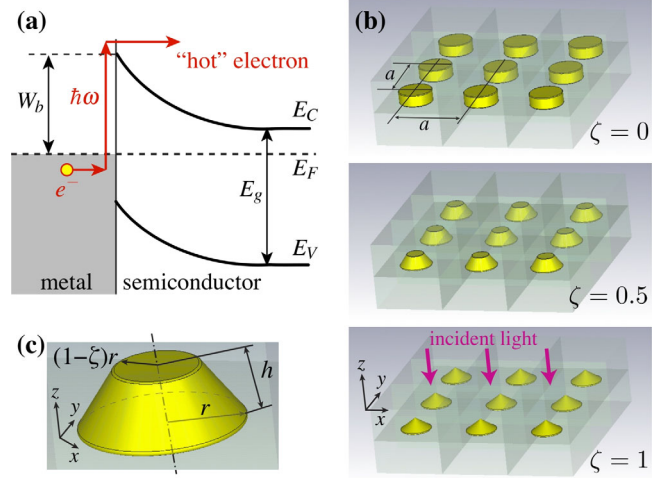 (a)
"hot" electron
W_b
ħω
E_C
E_F
e⁻
E_g
E_V
metal
semiconductor
(b)
a
a
ζ = 0
ζ = 0.5
incident light
z
y
x
ζ = 1
(c)
(1−ζ)r
h
r
z
y
x